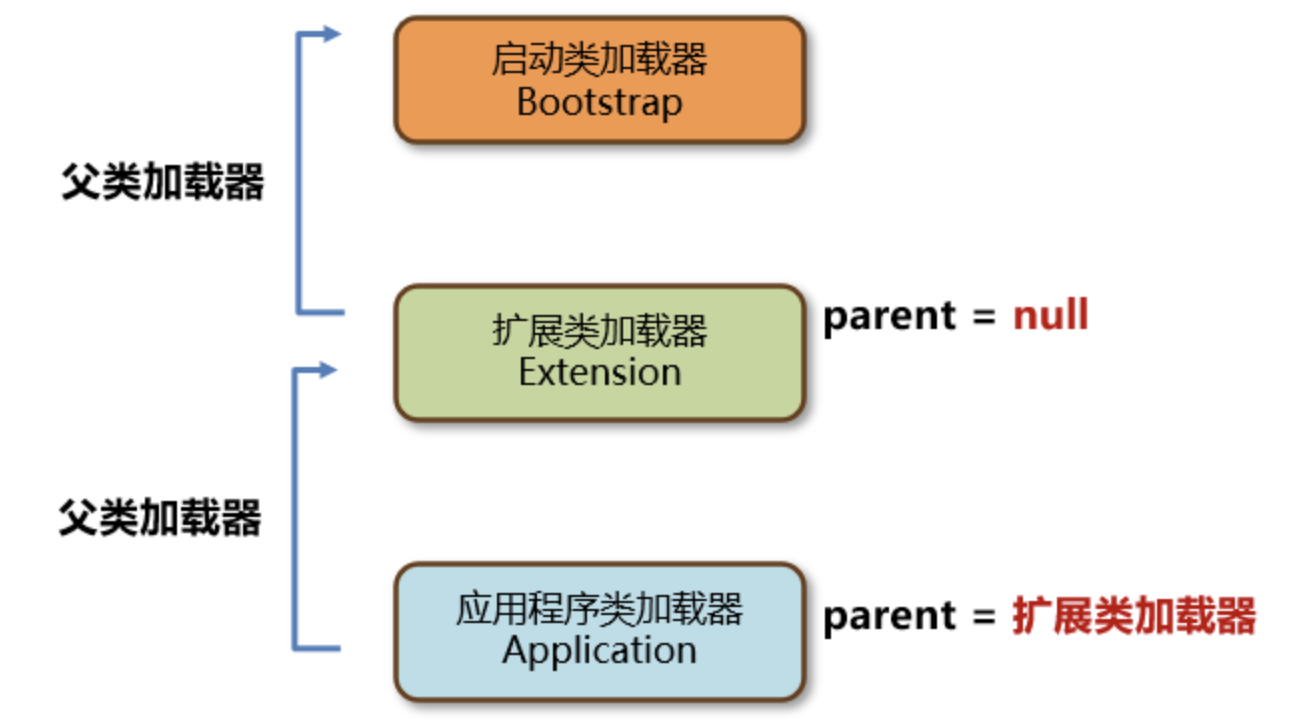 启动类加载器
Bootstrap
父类加载器
扩展类加载器
Extension
parent = null
父类加载器
应用程序类加载器
Application
parent = 扩展类加载器